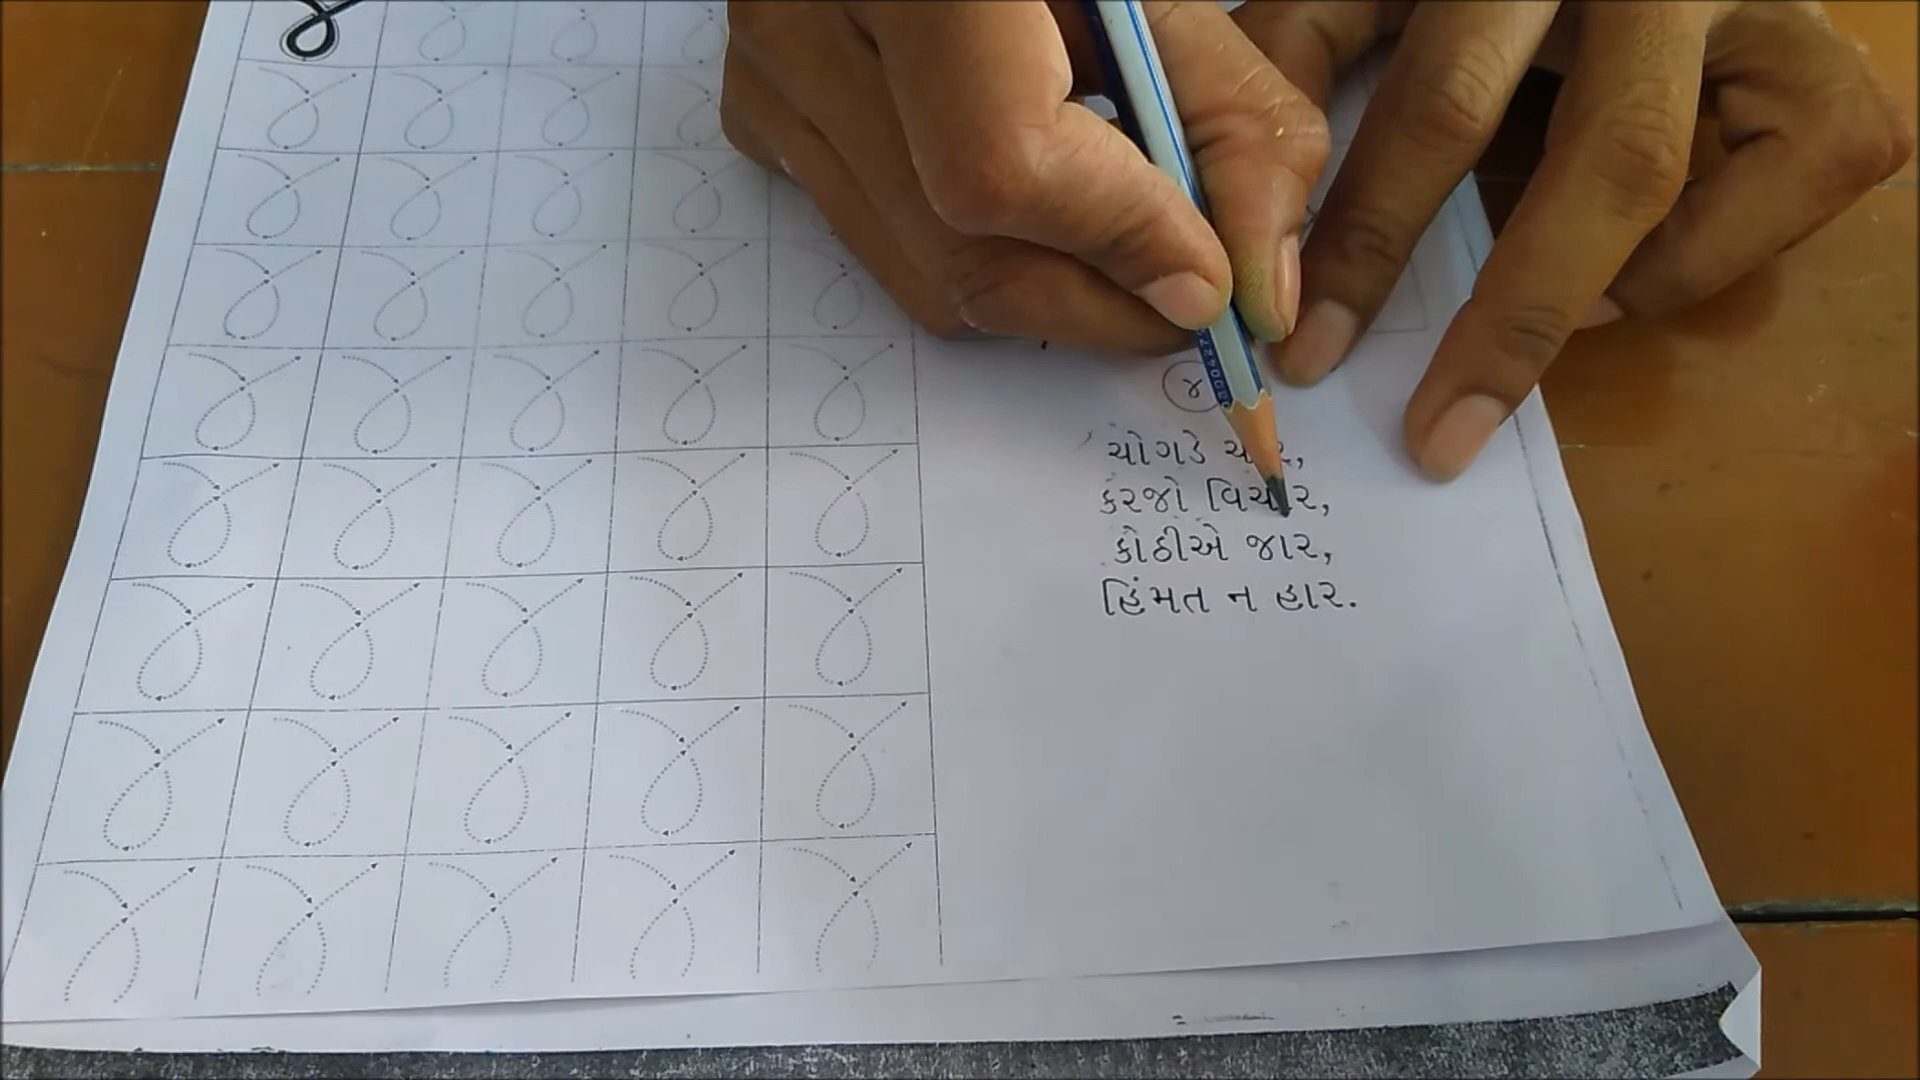 ૪
ચોગડે ચાર,
કરજો વિચાર,
કોઠીએ જાર,
હિંમત ન હાર.